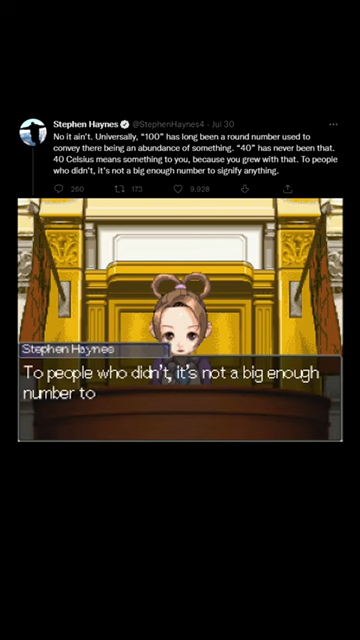 Stephen Haynes @StephenHaynes4 · Jul 30
No it ain't. Universally, "100" has long been a round number used to
convey there being an abundance of something. "40" has never been that.
40 Celsius means something to you, because you grew with that. To people
who didn't, it's not a big enough number to signify anything.
260 173 9,928
Stephen Haynes
To people who didn't, it's not a big enough
number to